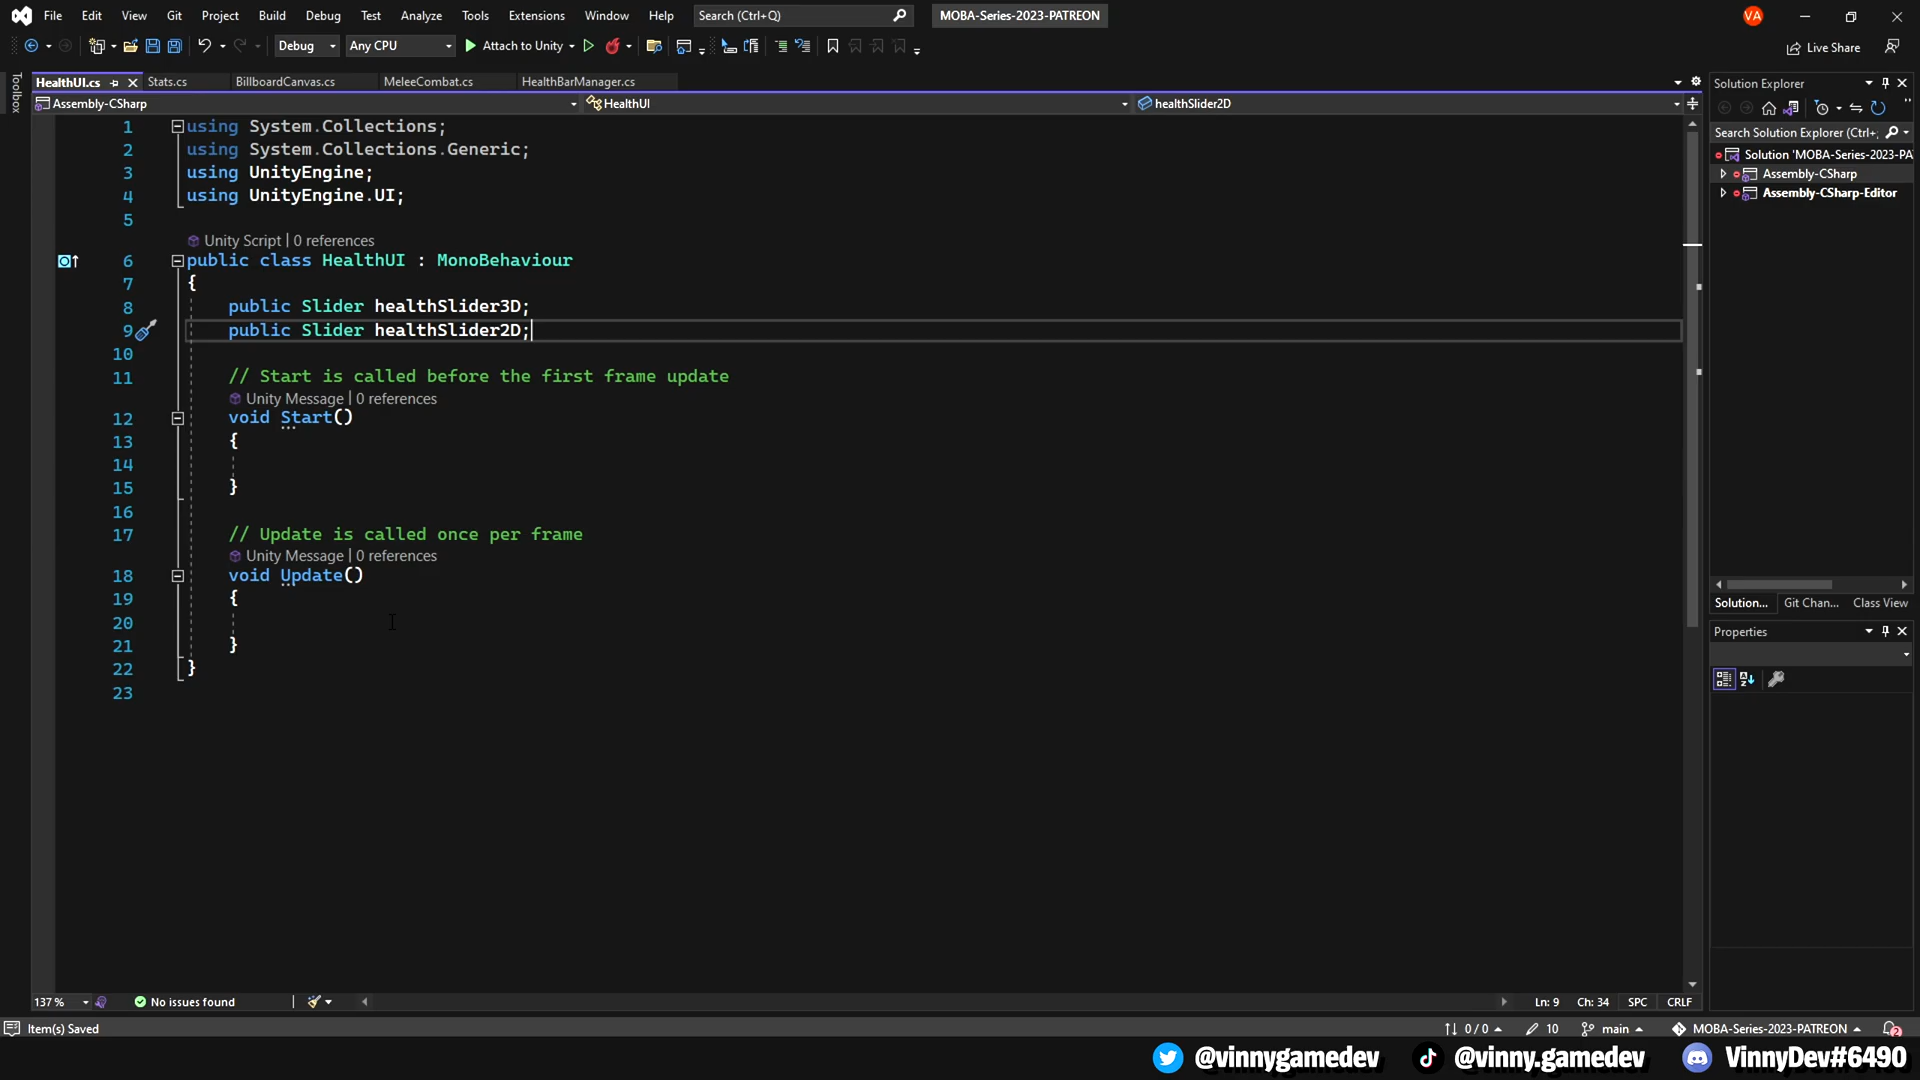 File Edit View Git Project Build Debug Test Analyze Tools Extensions Window Help Search (Ctrl+Q) MOBA-Series-2023-PATREON VA
Debug Any CPU Attach to Unity Live Share
Toolbox
HealthUI.cs Stats.cs BillboardCanvas.cs MeleeCombat.cs HealthBarManager.cs
Assembly-CSharp HealthUI healthSlider2D
1 using System.Collections;
2 using System.Collections.Generic;
3 using UnityEngine;
4 using UnityEngine.UI;
5
Unity Script | 0 references
6 public class HealthUI : MonoBehaviour
7 {
8 public Slider healthSlider3D;
9 public Slider healthSlider2D;
10
11 // Start is called before the first frame update
Unity Message | 0 references
12 void Start()
13 {
14
15 }
16
17 // Update is called once per frame
Unity Message | 0 references
18 void Update()
19 {
20
21 }
22 }
23
Solution Explorer
Search Solution Explorer (Ctrl+;
Solution 'MOBA-Series-2023-PA
Assembly-CSharp
Assembly-CSharp-Editor
Solution... Git Chan... Class View
Properties
137 % No issues found Ln: 9 Ch: 34 SPC CRLF
Item(s) Saved 0 / 0 10 main MOBA-Series-2023-PATREON 2
@vinnygamedev @vinny.gamedev VinnyDev#6490